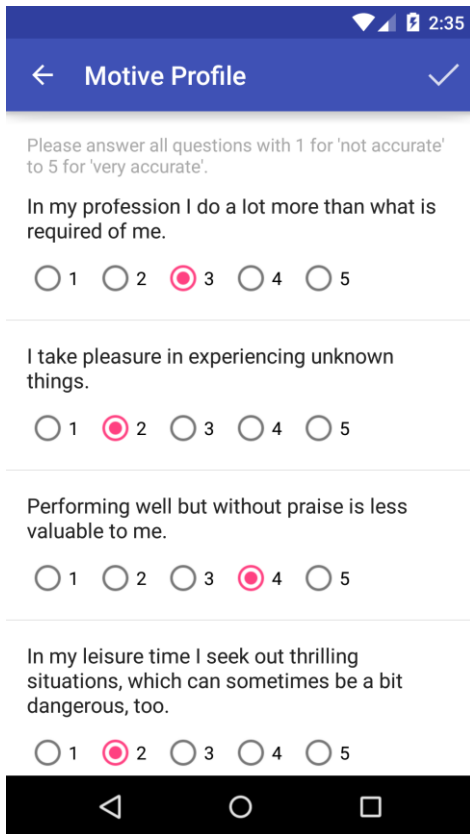 2:35
Motive Profile
Please answer all questions with 1 for 'not accurate'
to 5 for 'very accurate'.
In my profession I do a lot more than what is
required of me.
1 2 3 4 5
I take pleasure in experiencing unknown
things.
1 2 3 4 5
Performing well but without praise is less
valuable to me.
1 2 3 4 5
In my leisure time I seek out thrilling
situations, which can sometimes be a bit
dangerous, too.
1 2 3 4 5